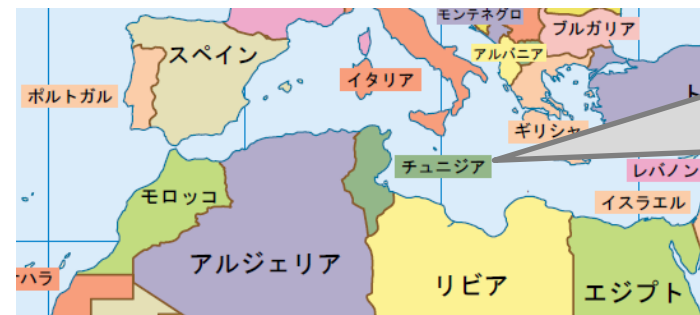 モンテネグロ
ブルガリア
スペイン
アルバニア
イタリア
ポルトガル
ギリシャ
チュニジア
レバノン
モロッコ
イスラエル
アルジェリア
ハラ
リビア
エジプト